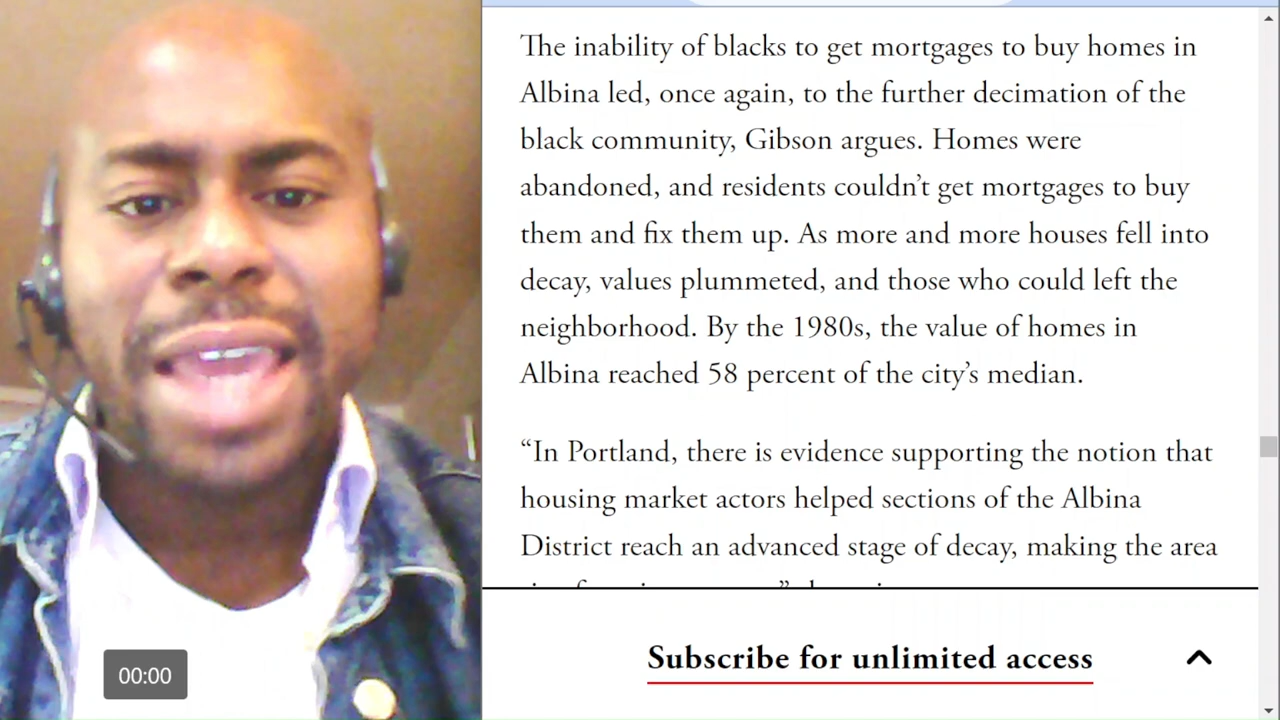 The inability of blacks to get mortgages to buy homes in
Albina led, once again, to the further decimation of the
black community, Gibson argues. Homes were
abandoned, and residents couldn’t get mortgages to buy
them and fix them up. As more and more houses fell into
decay, values plummeted, and those who could left the
neighborhood. By the 1980s, the value of homes in
Albina reached 58 percent of the city’s median.
“In Portland, there is evidence supporting the notion that
housing market actors helped sections of the Albina
District reach an advanced stage of decay, making the area
Subscribe for unlimited access
00:00